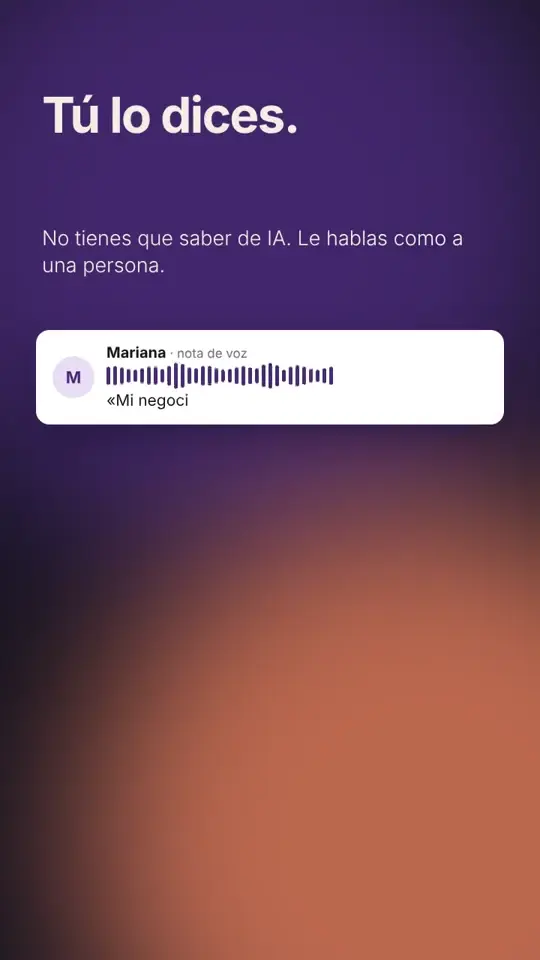 Tú lo dices.
No tienes que saber de IA. Le hablas como a
una persona.
Mariana · nota de voz
M
«Mi negoci